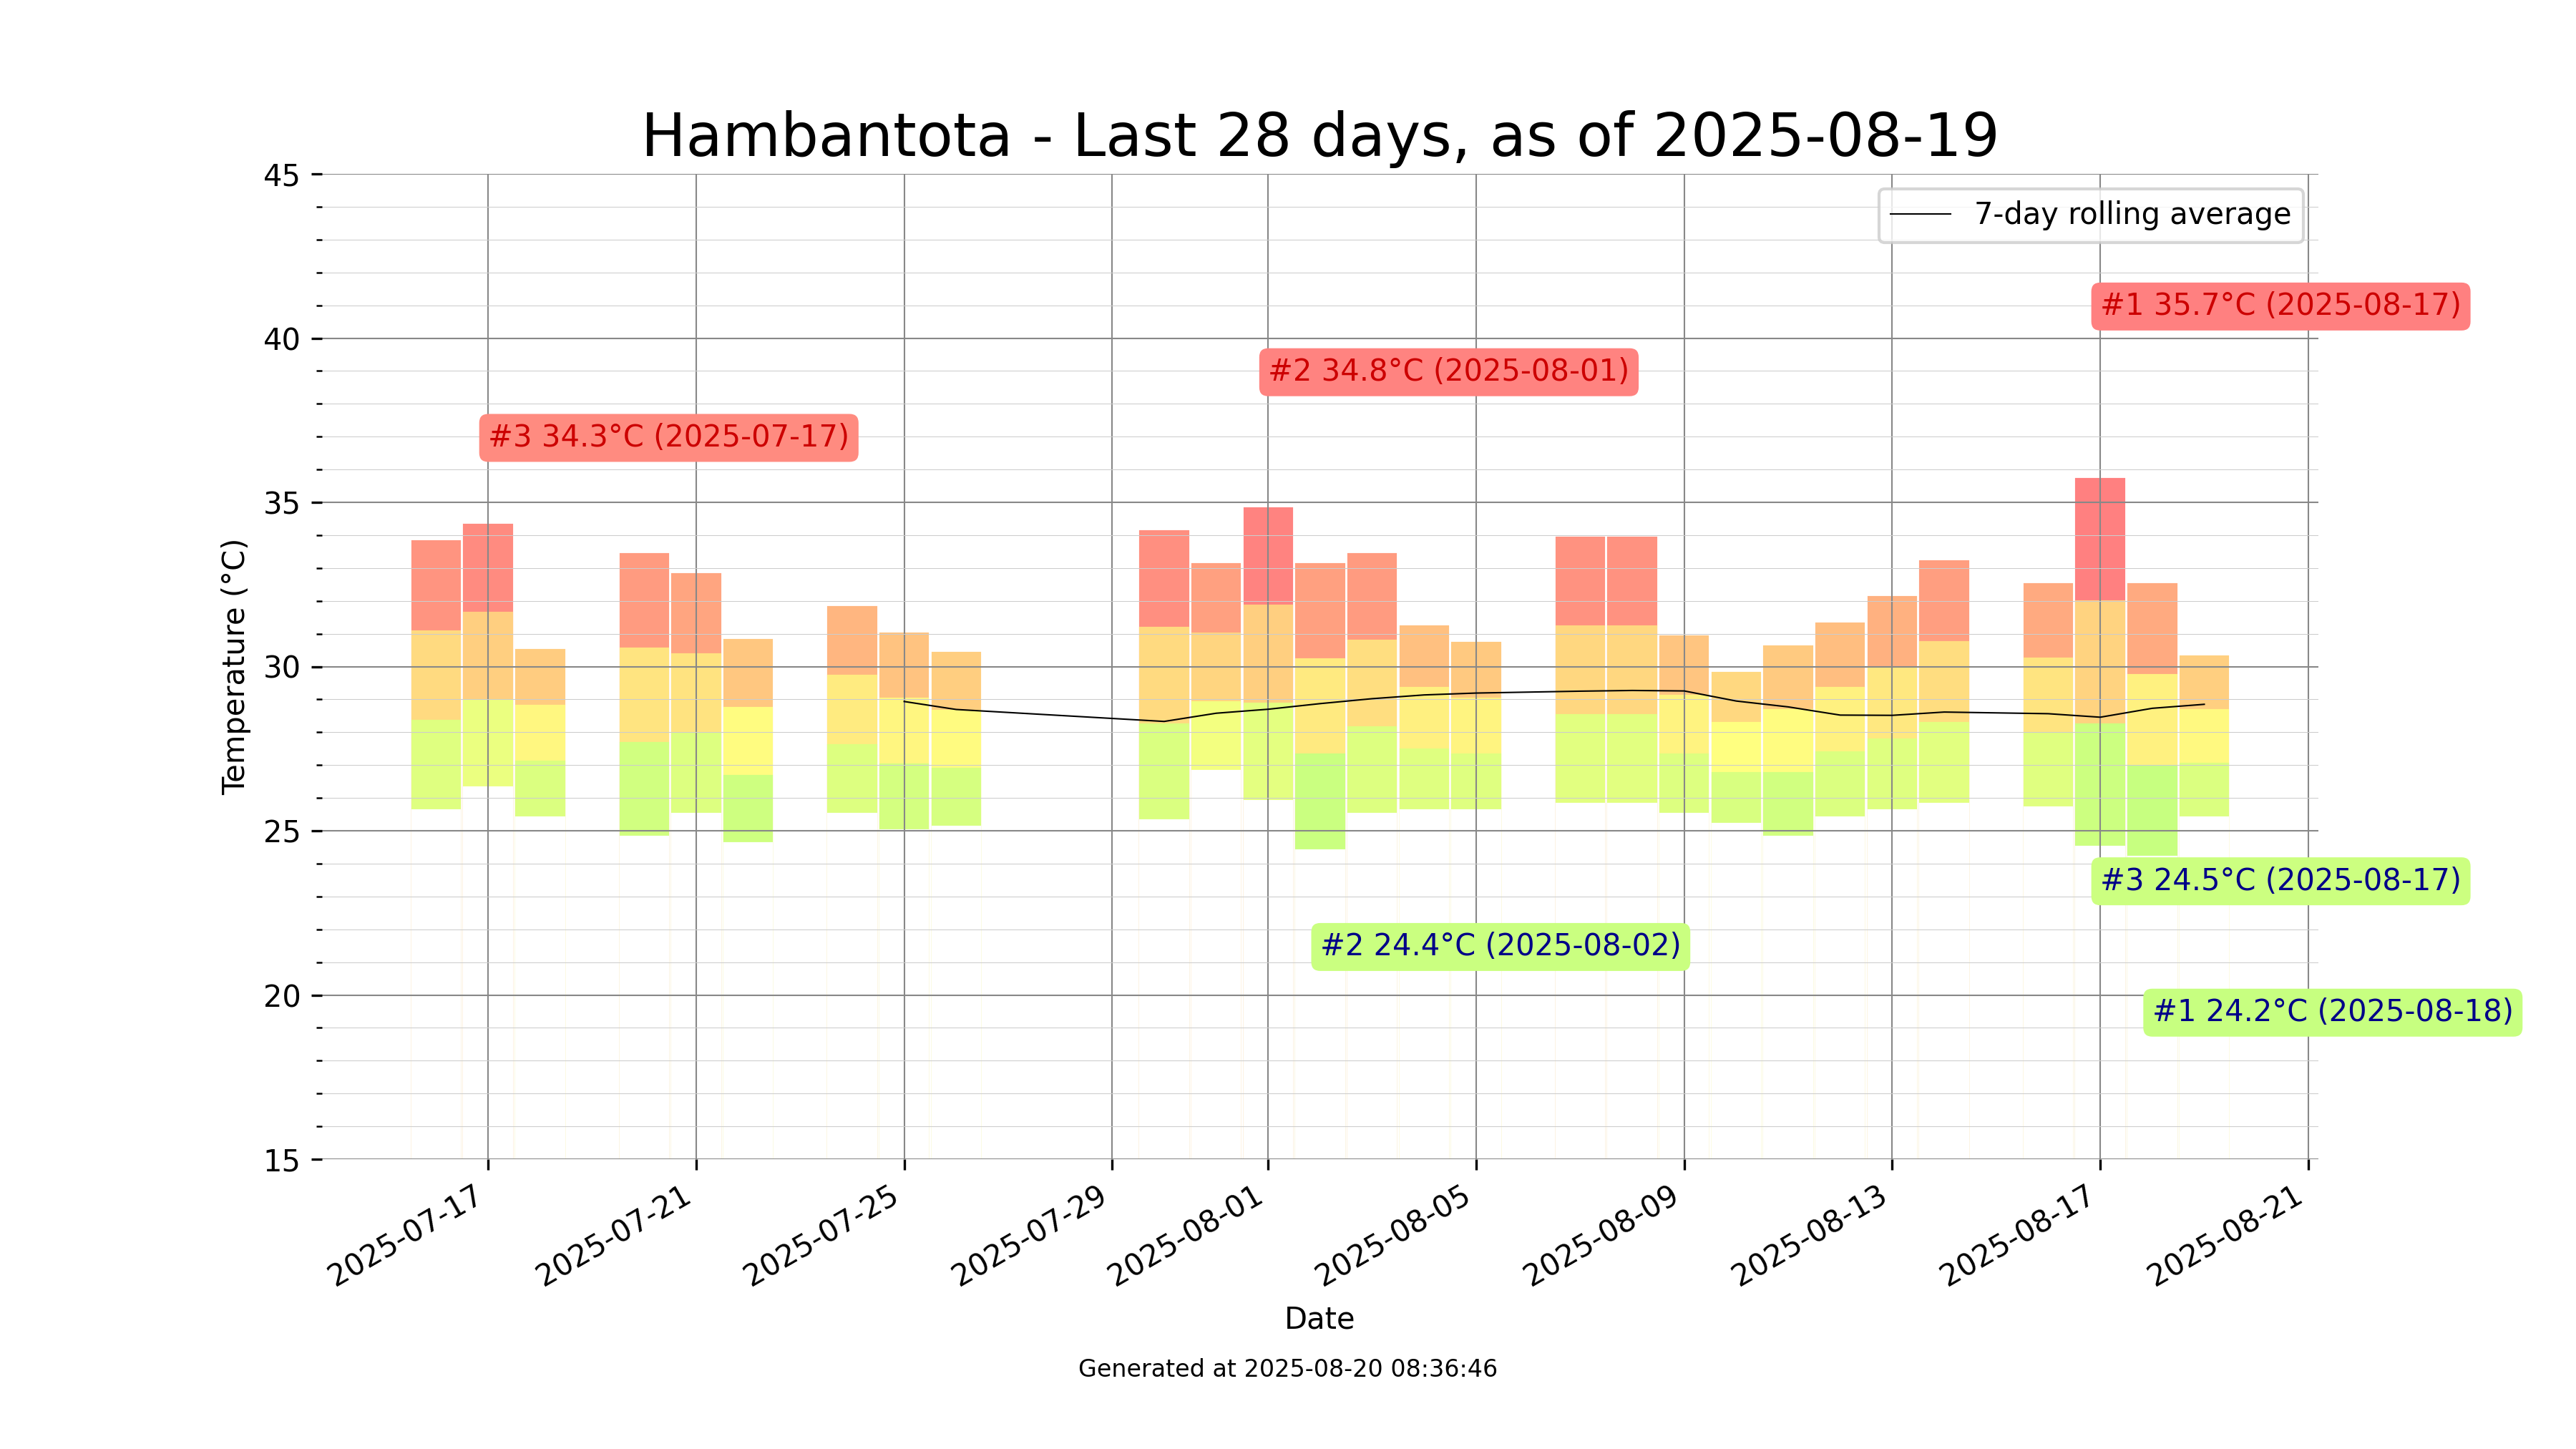 Hambantota - Last 28 days, as of 2025-08-19
45
40
35
30
25
20
15
Temperature (°C)
7-day rolling average
#1 35.7°C (2025-08-17)
#2 34.8°C (2025-08-01)
#3 34.3°C (2025-07-17)
#3 24.5°C (2025-08-17)
#2 24.4°C (2025-08-02)
#1 24.2°C (2025-08-18)
2025-07-17
2025-07-21
2025-07-25
2025-07-29
2025-08-01
2025-08-05
2025-08-09
2025-08-13
2025-08-17
2025-08-21
Date
Generated at 2025-08-20 08:36:46